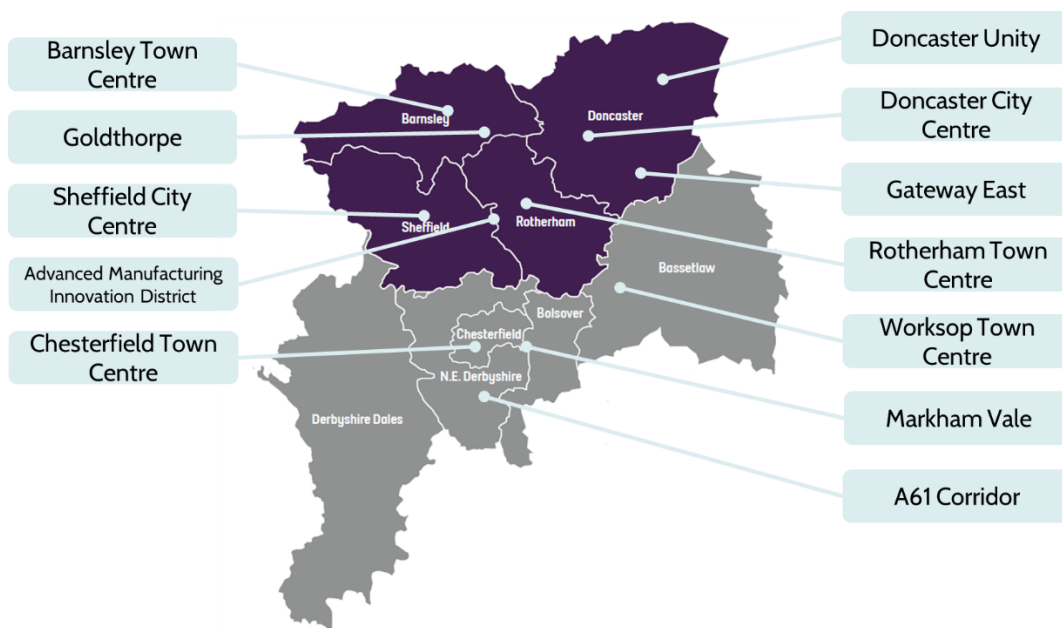 Barnsley Town
Centre
Goldthorpe
Sheffield City
Centre
Advanced Manufacturing
Innovation District
Chesterfield Town
Centre
Barnsley
Doncaster
Sheffield
Rotherham
Bassetlaw
Bolsover
Chesterfield
N.E. Derbyshire
Derbyshire Dales
Doncaster Unity
Doncaster City
Centre
Gateway East
Rotherham Town
Centre
Worksop Town
Centre
Markham Vale
A61 Corridor